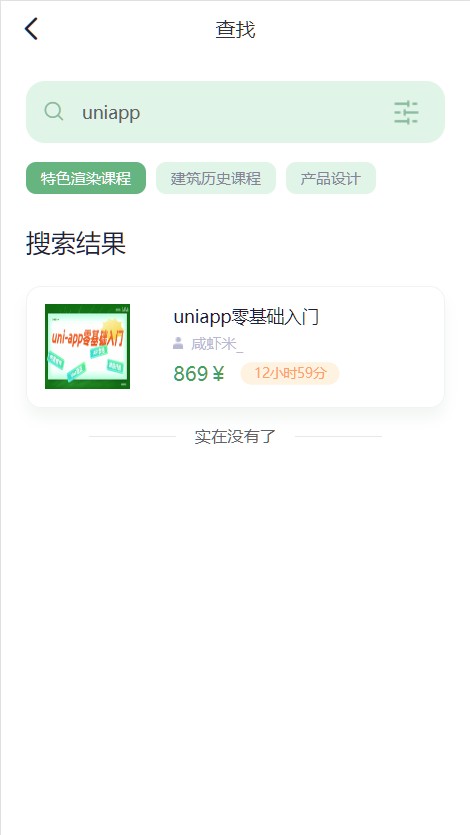 查找
uniapp
特色渲染课程 建筑历史课程 产品设计
搜索结果
uni-app零基础入门
uniapp零基础入门
咸虾米_
869￥ 12小时59分
实在没有了